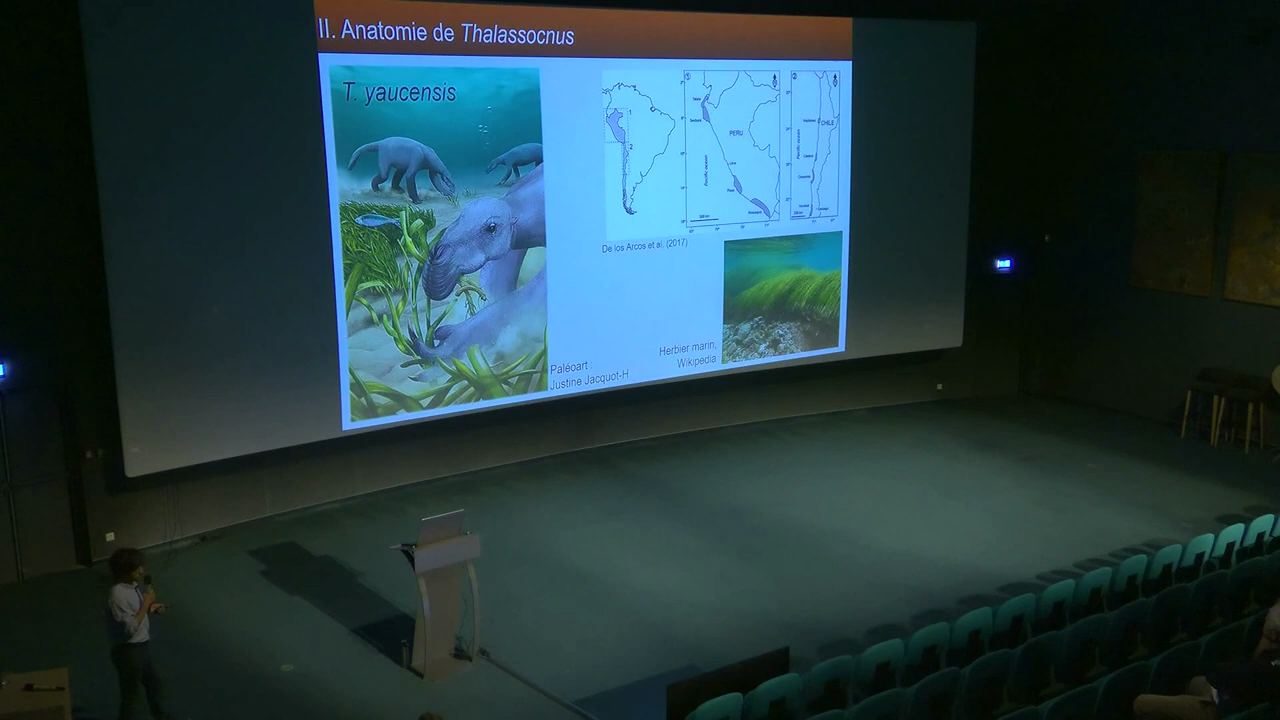 II. Anatomie de Thalassocnus
T. yaucensis
PERU
CHILE
Pacific ocean
De los Arcos et al. (2017)
Herbier marin,
Wikipedia
Paléoart :
Justine Jacquot-H